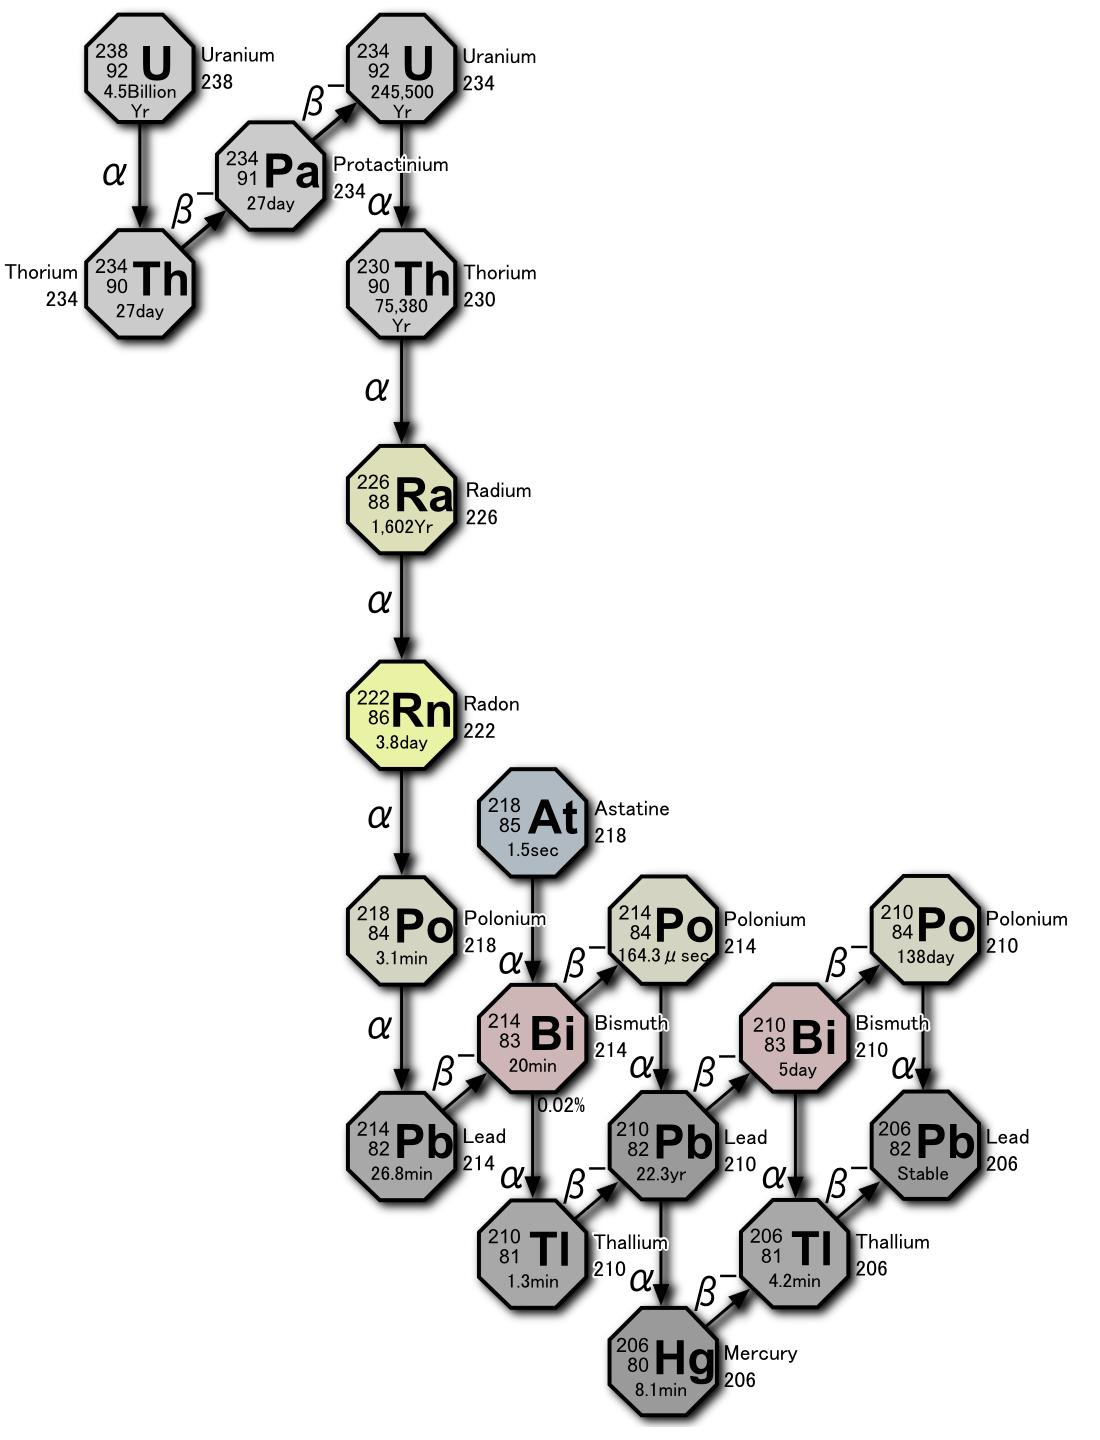 238
92 U
4.5Billion
Yr
Uranium
238
234
92 U
245,500
Yr
Uranium
234
β−
α
234
91 Pa
27day
Protactinium
234
α
β−
Thorium
234
234
90 Th
27day
230
90 Th
75,380
Yr
Thorium
230
α
226
88 Ra
1,602Yr
Radium
226
α
222
86 Rn
3.8day
Radon
222
α
218
85 At
1.5sec
Astatine
218
218
84 Po
3.1min
Polonium
218
α
β−
214
84 Po
164.3 μ sec
Polonium
214
β−
210
84 Po
138day
Polonium
210
α
β−
214
83 Bi
20min
Bismuth
214
0.02%
α
β−
210
83 Bi
5day
Bismuth
210
α
214
82 Pb
26.8min
Lead
214
α
β−
210
82 Pb
22.3yr
Lead
210
α
β−
206
82 Pb
Stable
Lead
206
210
81 Tl
1.3min
Thallium
210
α
β−
206
81 Tl
4.2min
Thallium
206
206
80 Hg
8.1min
Mercury
206